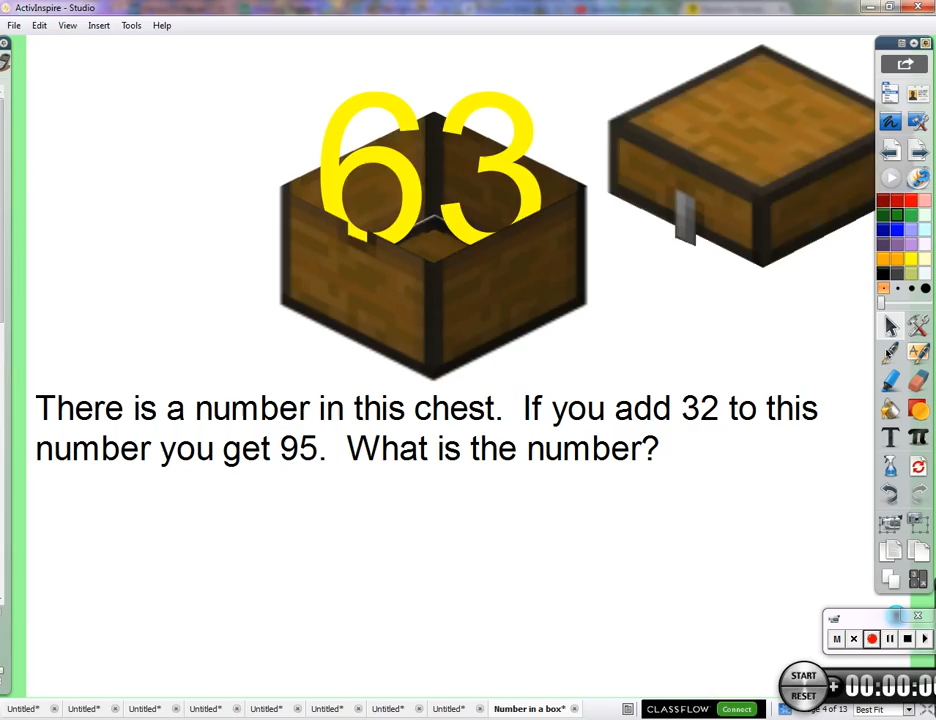 ActivInspire - Studio
File Edit View Insert Tools Help
63
There is a number in this chest. If you add 32 to this
number you get 95. What is the number?
M
START
RESET
00:00:0
Untitled* Untitled* Untitled* Untitled* Untitled* Untitled* Untitled* Untitled* Number in a box* CLASSFLOW Connect Page 4 of 13 Best Fit